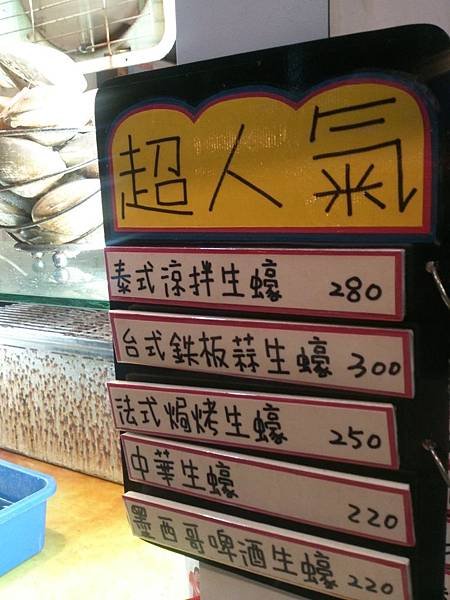 超人氣
泰式涼拌生蠔 280
台式鉄板蒜生蠔 300
法式焗烤生蠔 250
中華生蠔 220
墨西哥啤酒生蠔 220